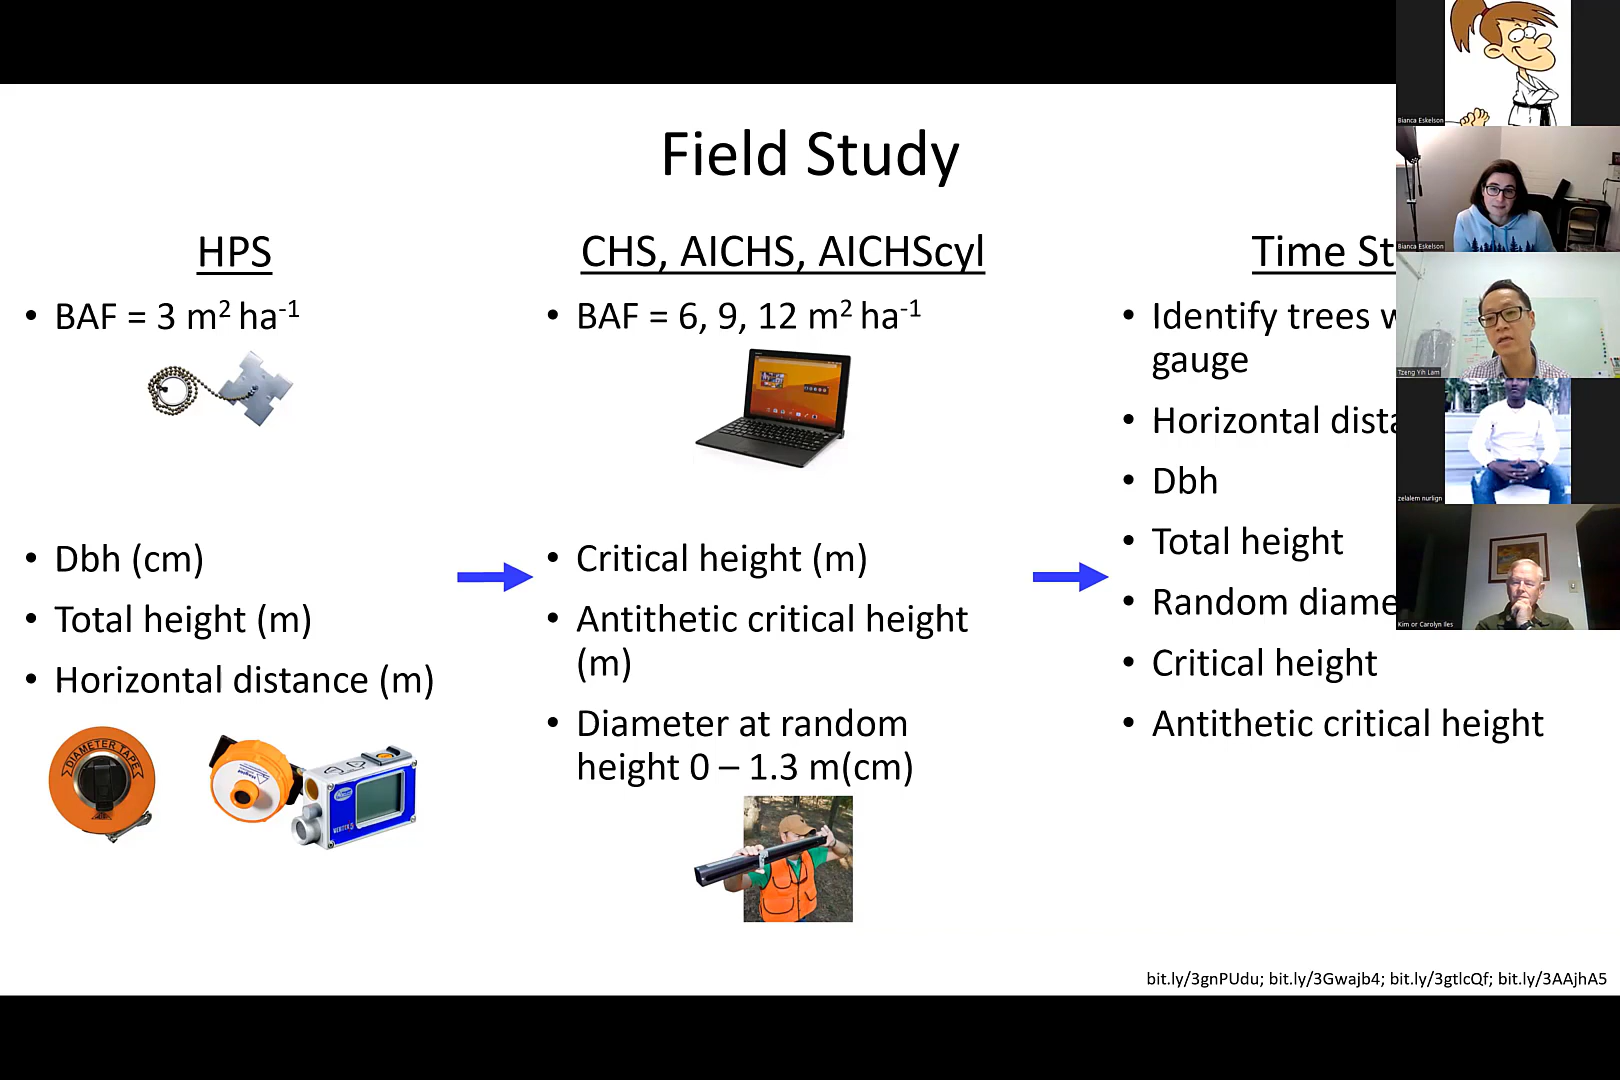 Field Study
HPS
• BAF = 3 m² ha⁻¹
• Dbh (cm)
• Total height (m)
• Horizontal distance (m)
DIAMETER TAPE
VERTEX 5
CHS, AICHS, AICHScyl
• BAF = 6, 9, 12 m² ha⁻¹
• Critical height (m)
• Antithetic critical height
(m)
• Diameter at random
height 0 – 1.3 m(cm)
Time St
• Identify trees w
gauge
• Horizontal dista
• Dbh
• Total height
• Random diame
• Critical height
• Antithetic critical height
bit.ly/3gnPUdu; bit.ly/3Gwajb4; bit.ly/3gtlcQf; bit.ly/3AAjhA5
Bianca Eskelson
Bianca Eskelson
Tzeng Yih Lam
zelalem nurlign
Kim or Carolyn Iles